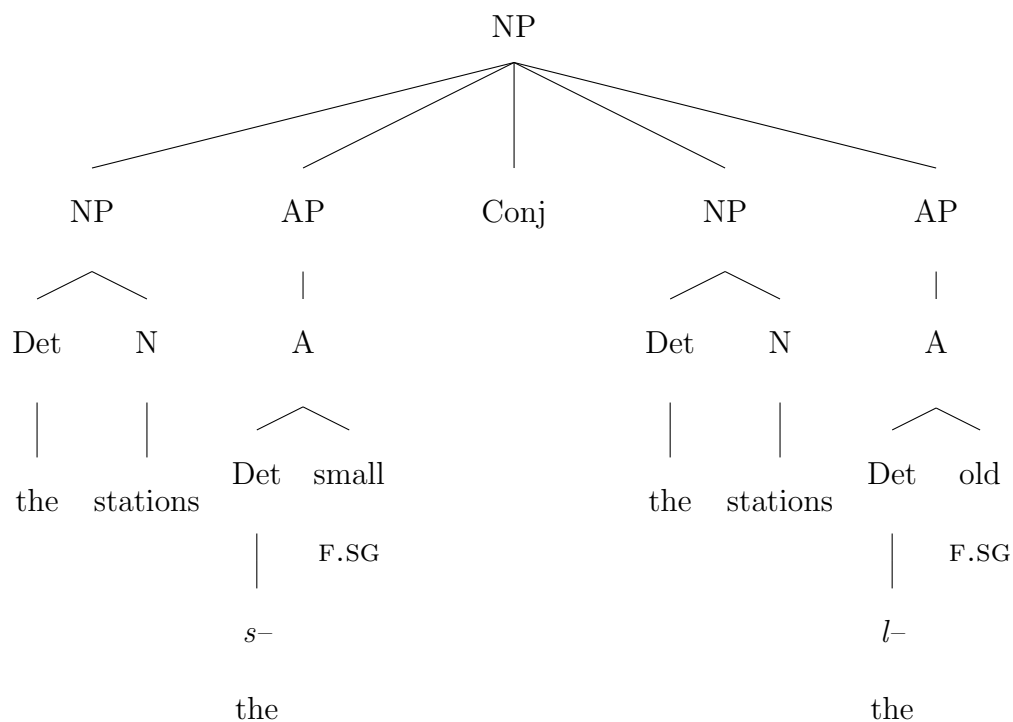 NP
NP AP Conj NP AP
Det N A Det N A
Det small Det old
the stations the stations
F.SG F.SG
s– l–
the the